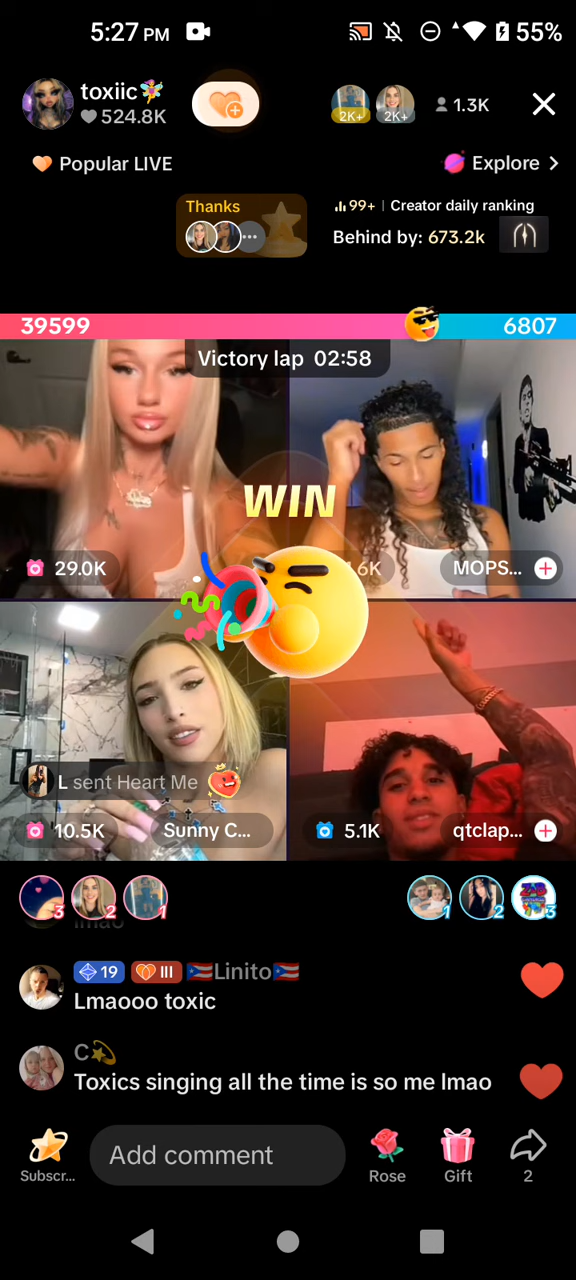 5:27 PM
55%
toxiic🧚‍♀️
524.8K
2K+
2K+
1.3K
Popular LIVE
Explore >
Thanks
99+ | Creator daily ranking
Behind by: 673.2k
39599
6807
Victory lap 02:58
WIN
29.0K
6K
MOPS...
L sent Heart Me
10.5K
Sunny C...
5.1K
qtclap...
3
2
1
1
2
3
lmao
19
III
🇵🇷Linito🇵🇷
Lmaooo toxic
C💫
Toxics singing all the time is so me lmao
Subscr...
Add comment
Rose
Gift
2